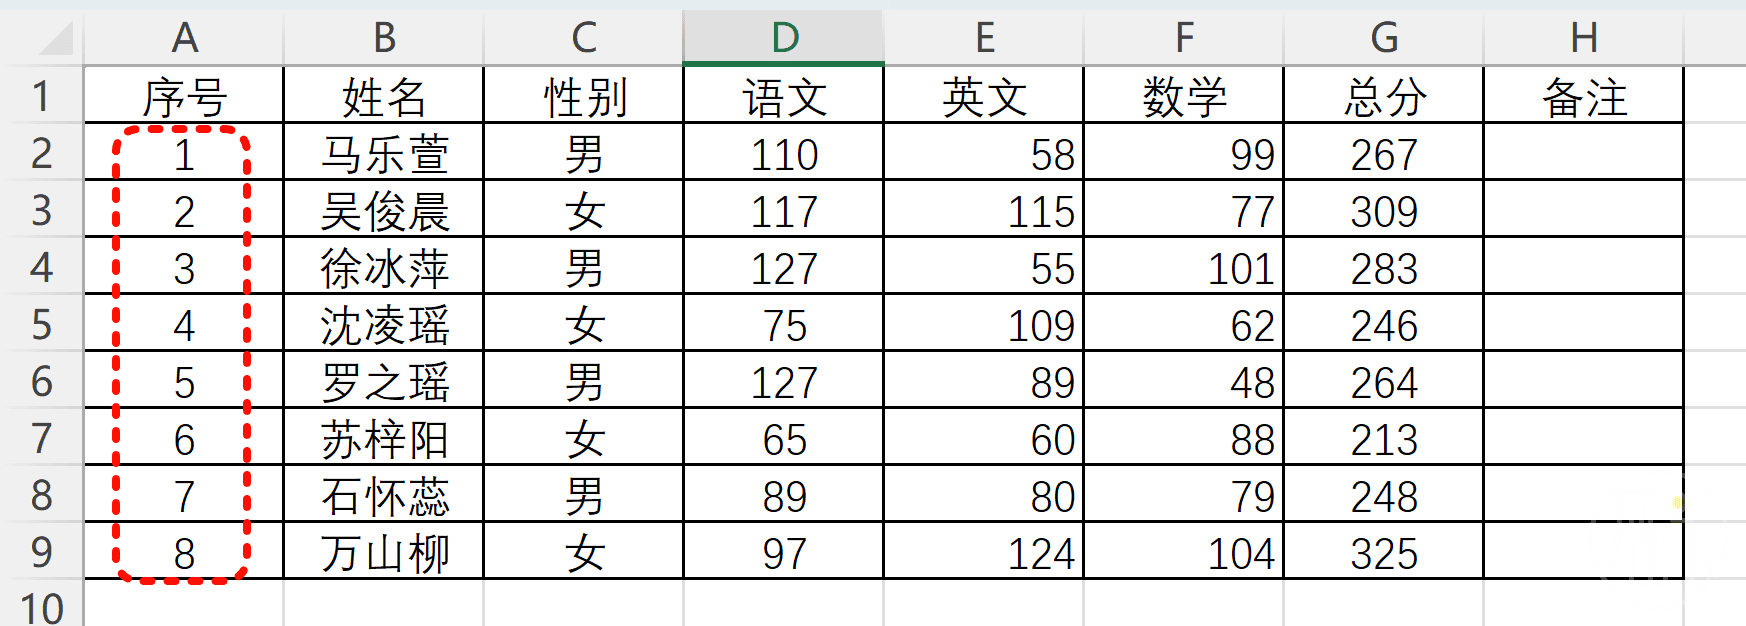 A B C D E F G H
1 序号 姓名 性别 语文 英文 数学 总分 备注
2 1 马乐萱 男 110 58 99 267
3 2 吴俊晨 女 117 115 77 309
4 3 徐冰萍 男 127 55 101 283
5 4 沈凌瑶 女 75 109 62 246
6 5 罗之瑶 男 127 89 48 264
7 6 苏梓阳 女 65 60 88 213
8 7 石怀蕊 男 89 80 79 248
9 8 万山柳 女 97 124 104 325
10